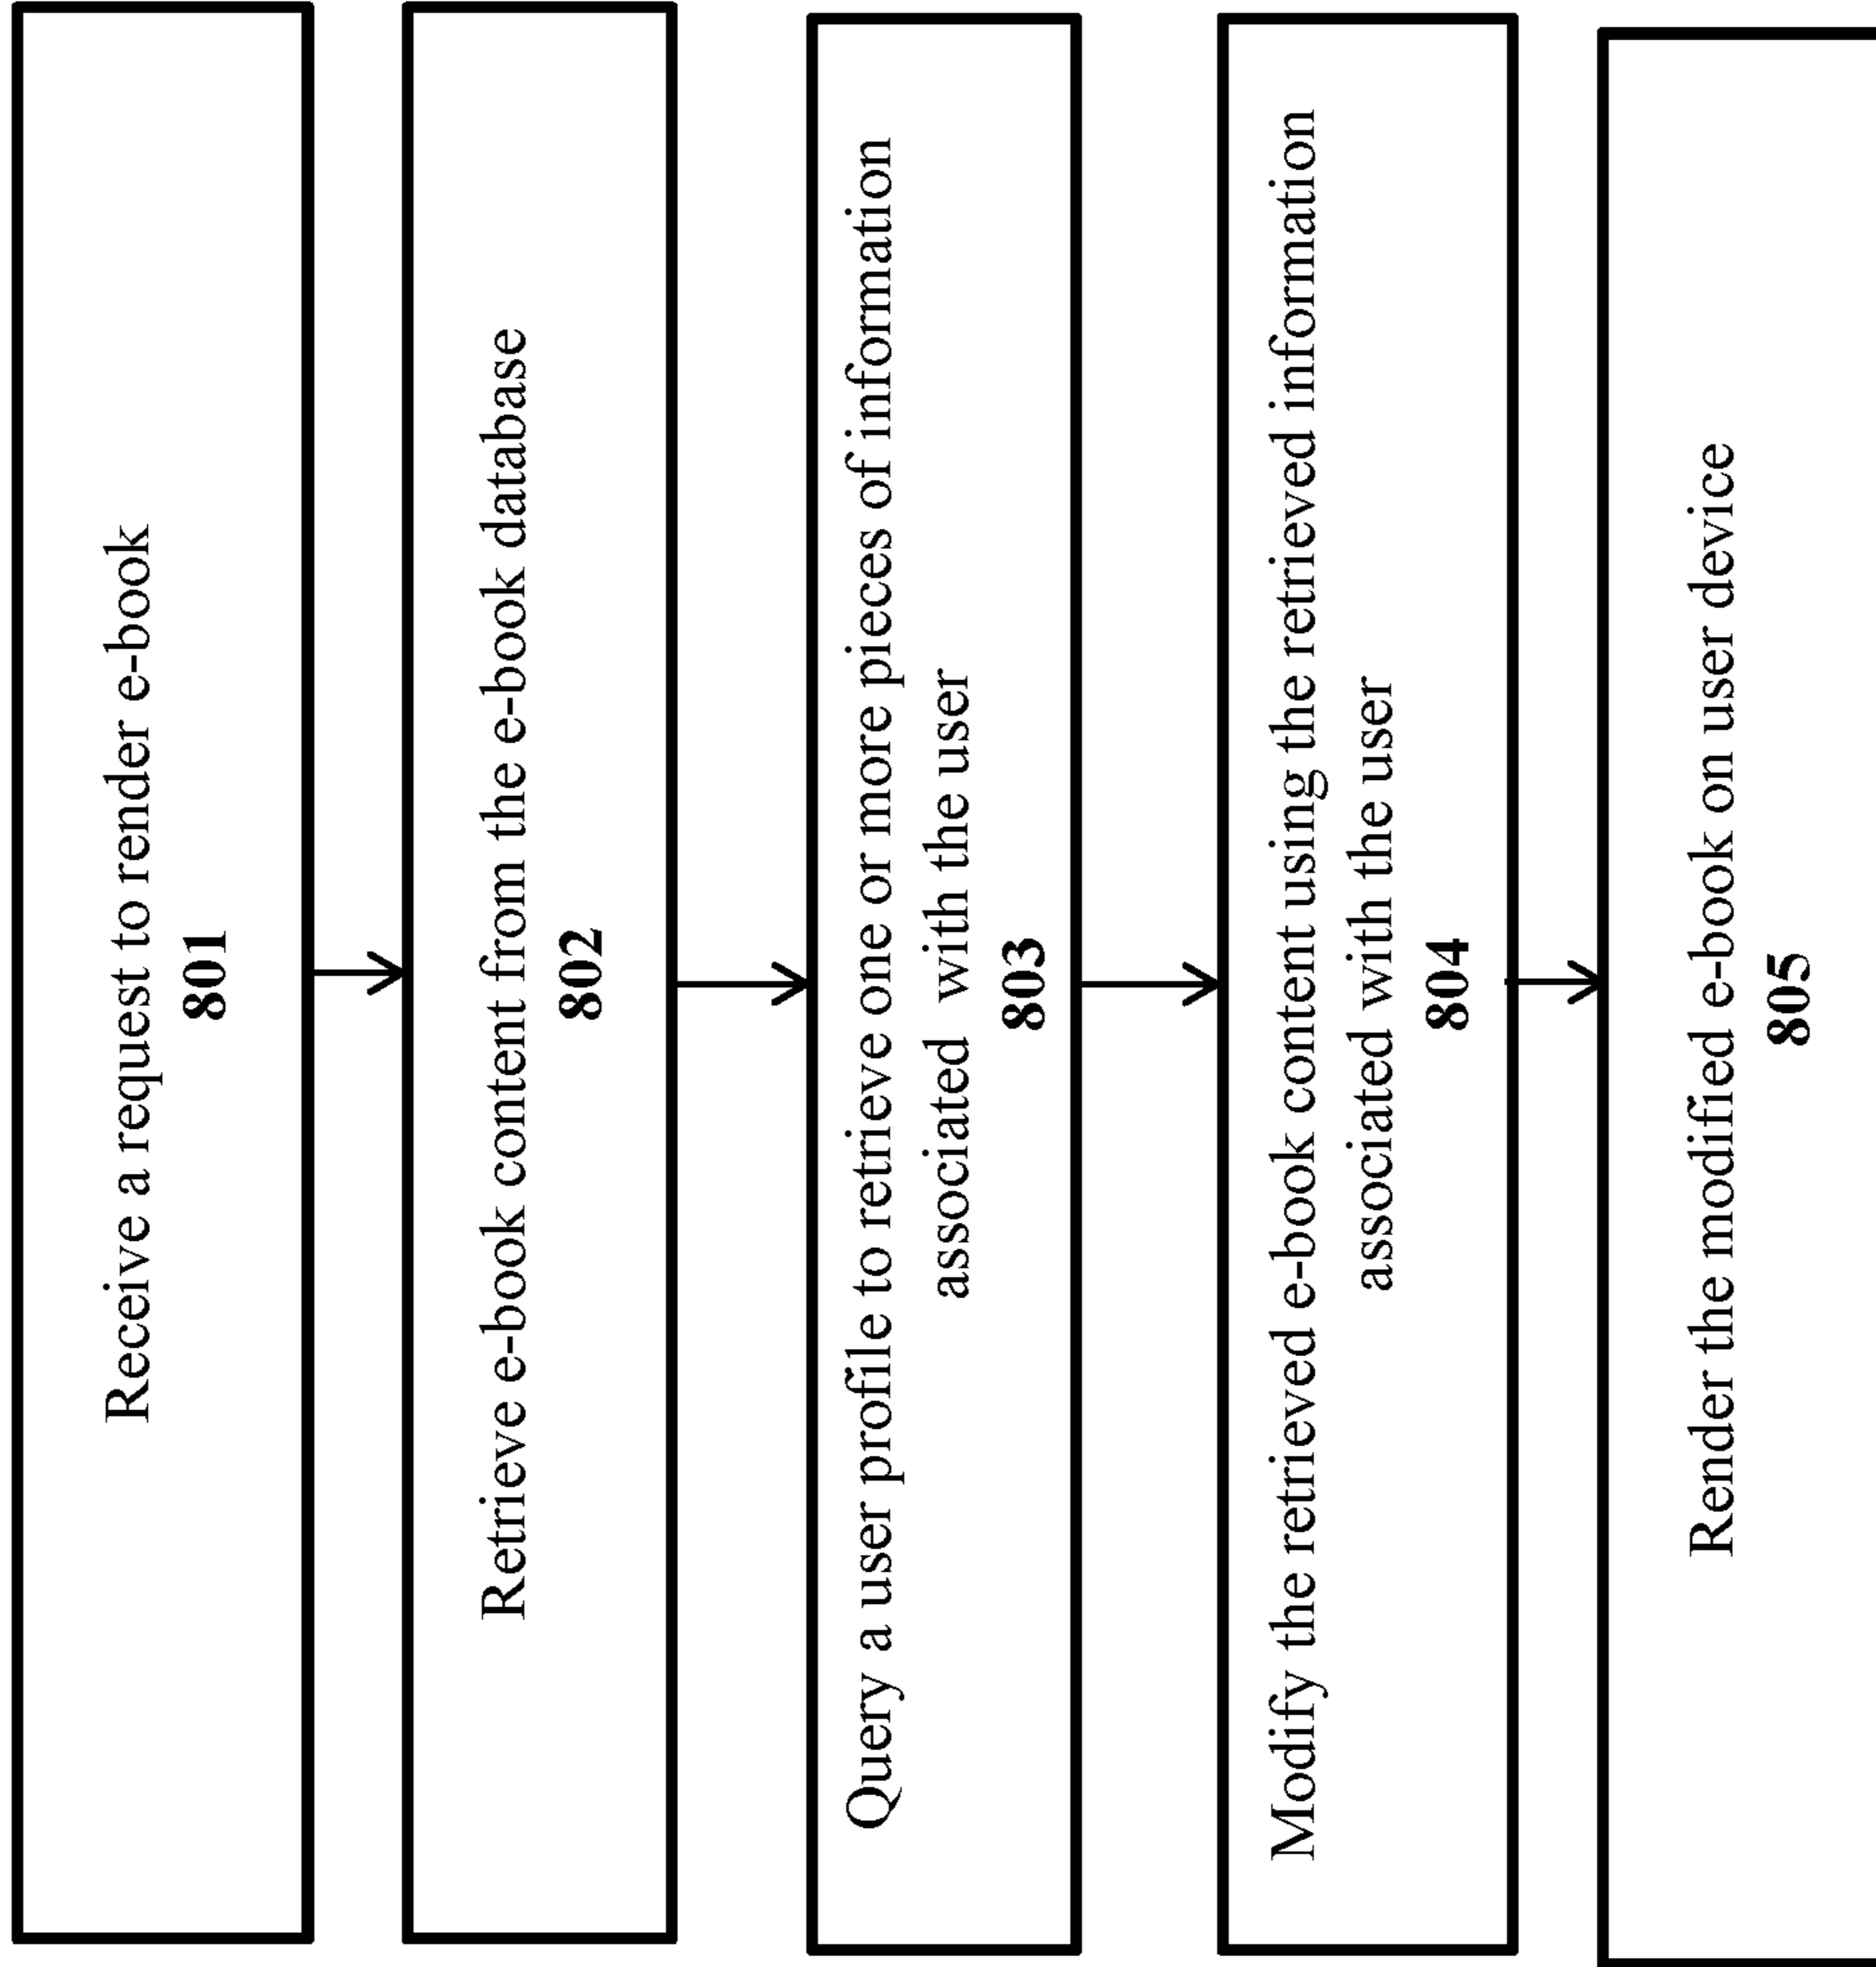 Receive a request to render e-book
801
Retrieve e-book content from the e-book database
802
Query a user profile to retrieve one or more pieces of information
associated with the user
803
Modify the retrieved e-book content using the retrieved information
associated with the user
804
Render the modified e-book on user device
805